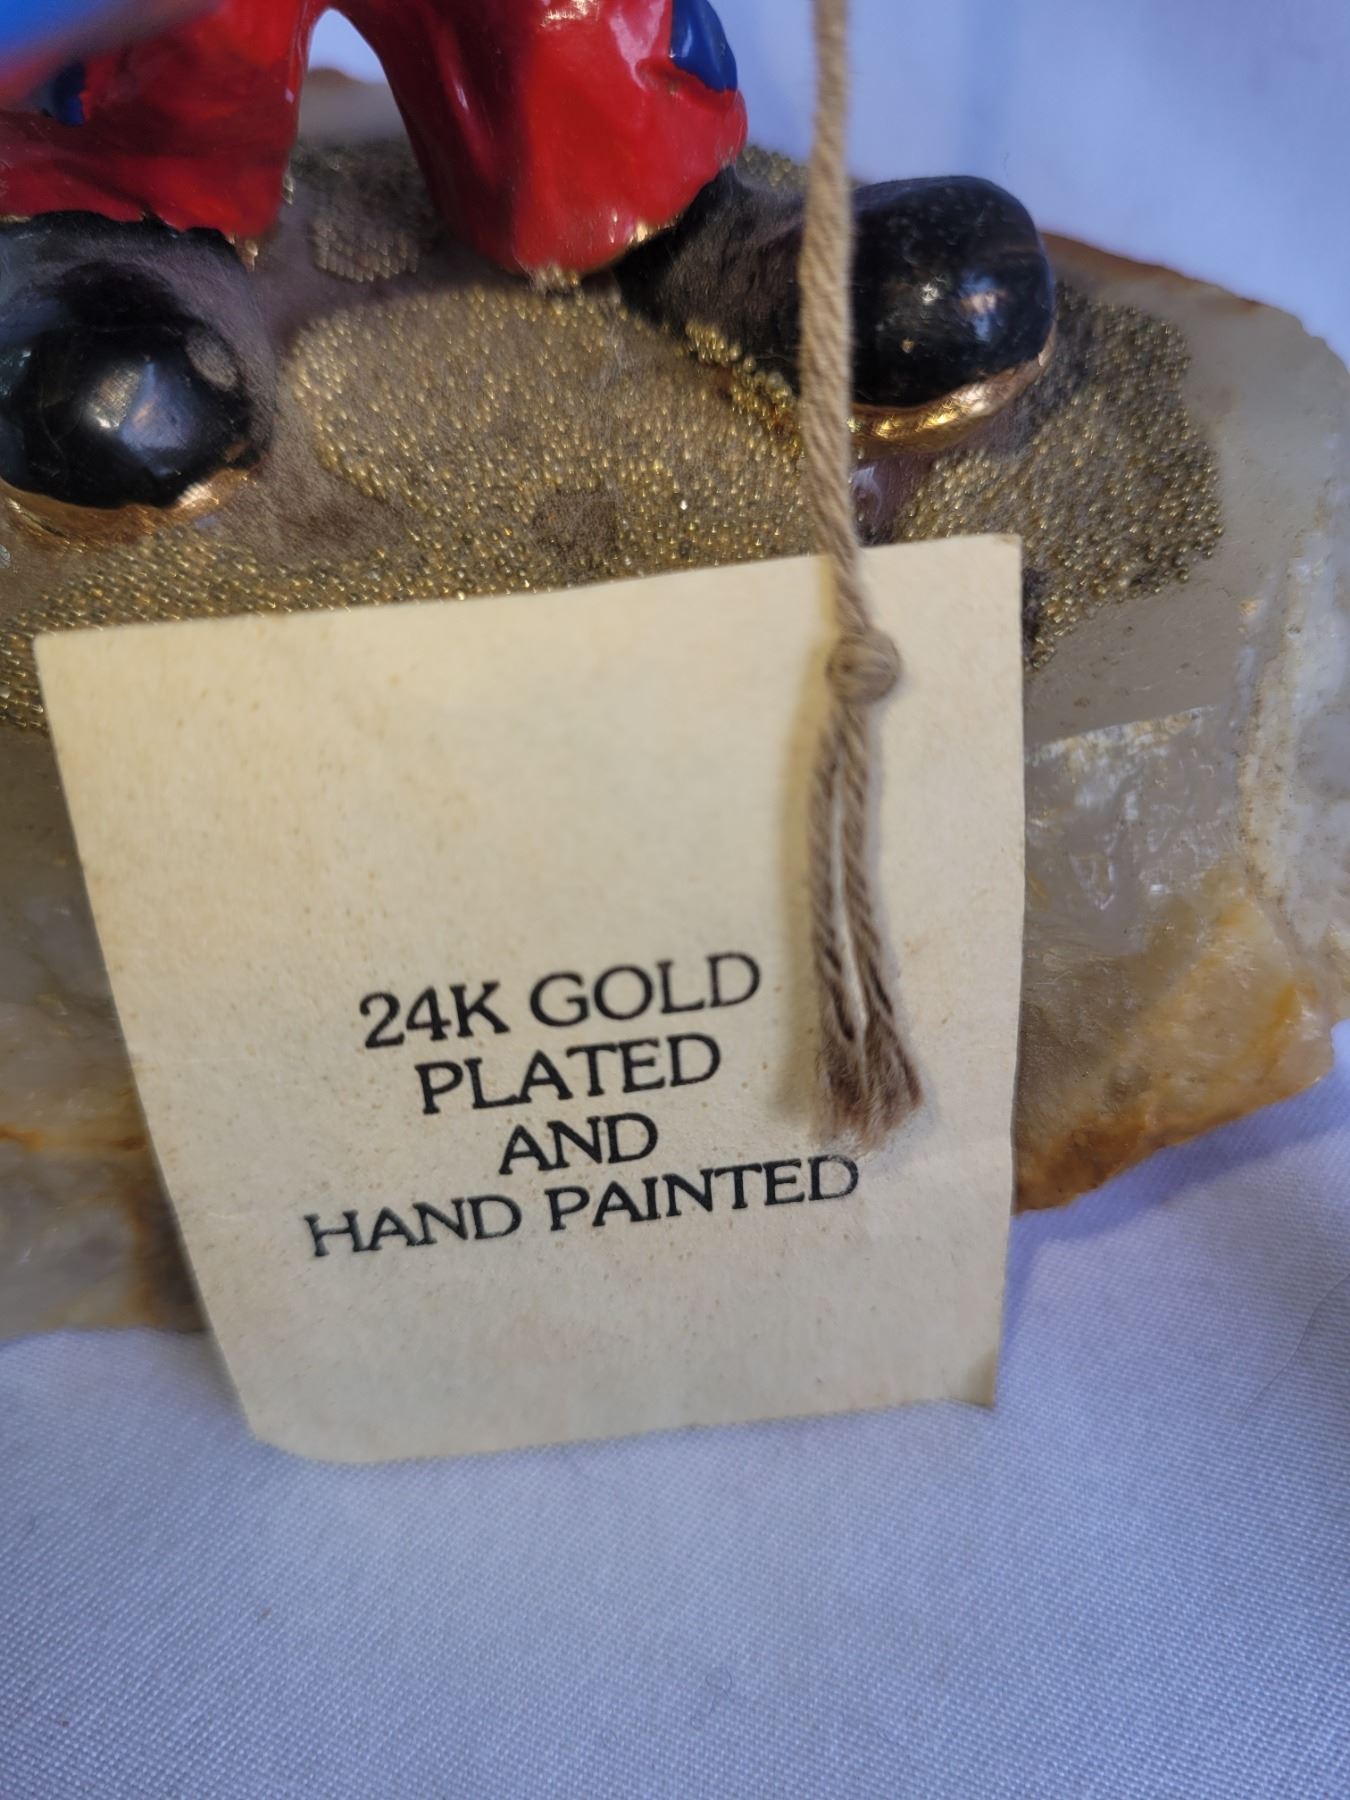 24K GOLD
PLATED
AND
HAND PAINTED